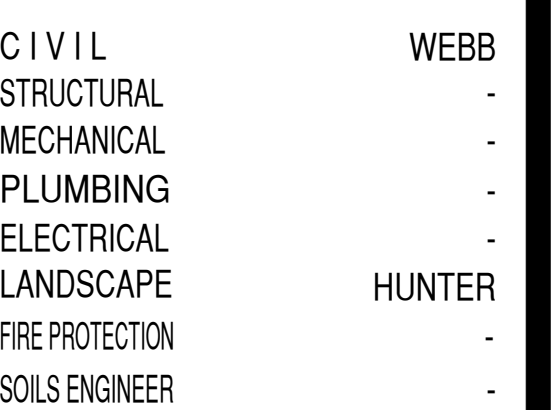 CIVIL WEBB
STRUCTURAL -
MECHANICAL -
PLUMBING -
ELECTRICAL -
LANDSCAPE HUNTER
FIRE PROTECTION -
SOILS ENGINEER -